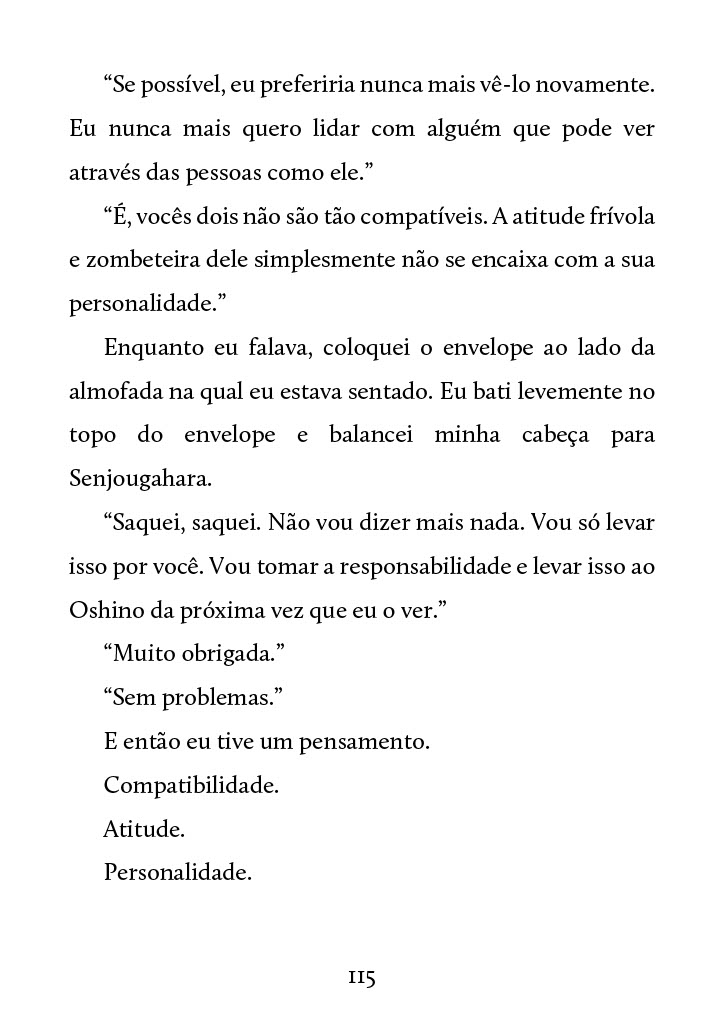 “Se possível, eu preferiria nunca mais vê-lo novamente.
Eu nunca mais quero lidar com alguém que pode ver
através das pessoas como ele.”
“É, vocês dois não são tão compatíveis. A atitude frívola
e zombeteira dele simplesmente não se encaixa com a sua
personalidade.”
Enquanto eu falava, coloquei o envelope ao lado da
almofada na qual eu estava sentado. Eu bati levemente no
topo do envelope e balancei minha cabeça para
Senjougahara.
“Saquei, saquei. Não vou dizer mais nada. Vou só levar
isso por você. Vou tomar a responsabilidade e levar isso ao
Oshino da próxima vez que eu o ver.”
“Muito obrigada.”
“Sem problemas.”
E então eu tive um pensamento.
Compatibilidade.
Atitude.
Personalidade.
115